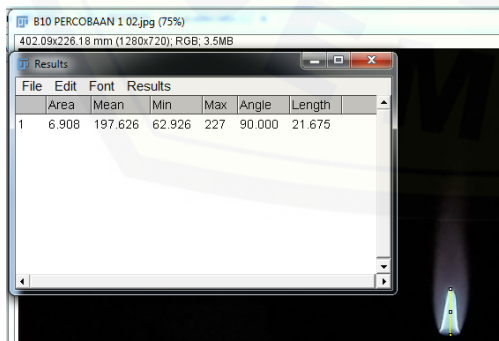 B10 PERCOBAAN 1 02.jpg (75%)
402.09x226.18 mm (1280x720); RGB; 3.5MB
Results
File Edit Font Results
Area Mean Min Max Angle Length
1 6.908 197.626 62.926 227 90.000 21.675